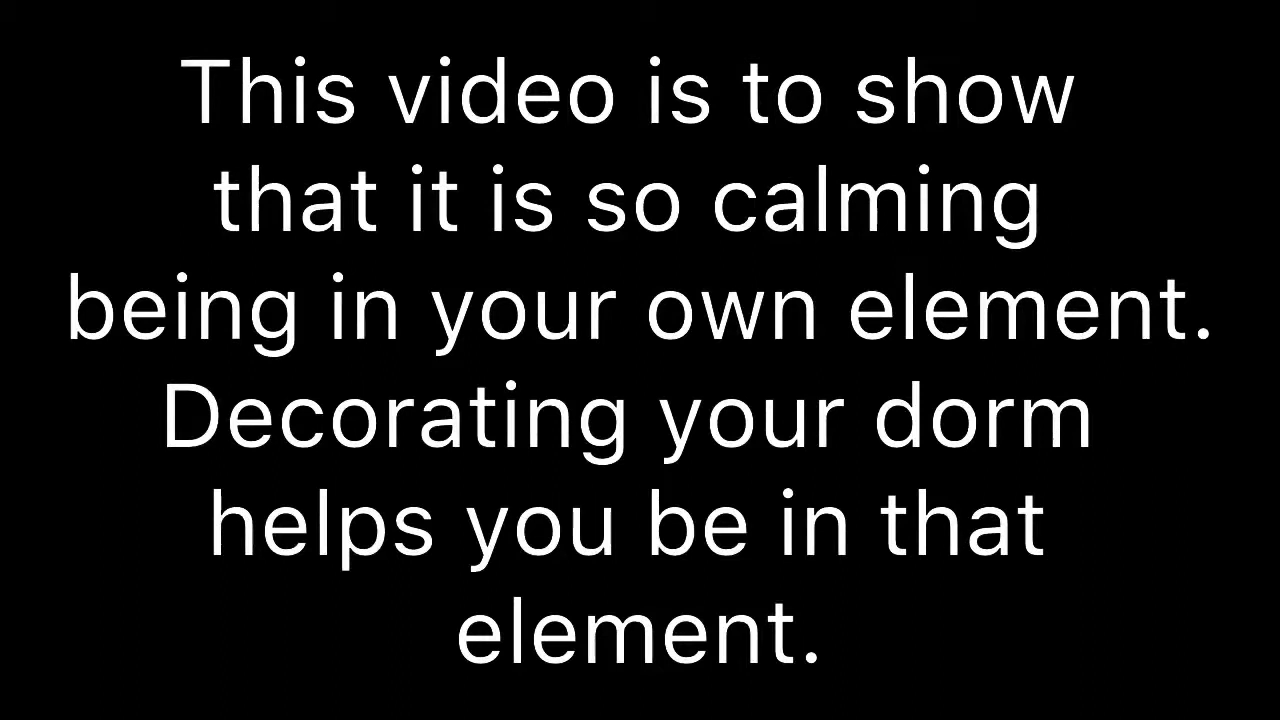 This video is to show
that it is so calming
being in your own element.
Decorating your dorm
helps you be in that
element.